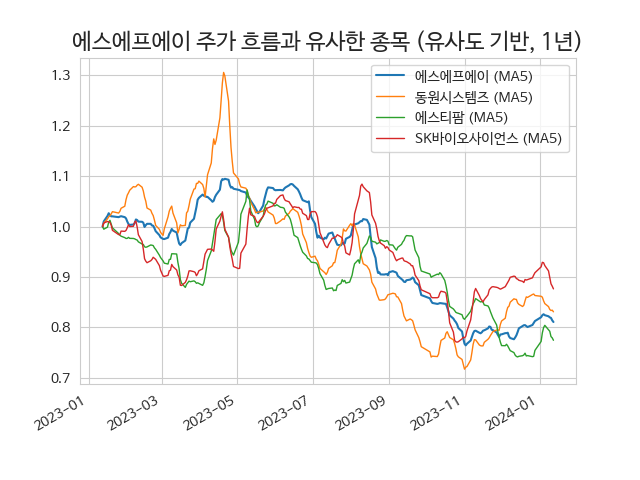 에스에프에이 주가 흐름과 유사한 종목 (유사도 기반, 1년)
에스에프에이 (MA5)
동원시스템즈 (MA5)
에스티팜 (MA5)
SK바이오사이언스 (MA5)
1.3
1.2
1.1
1.0
0.9
0.8
0.7
2023-01
2023-03
2023-05
2023-07
2023-09
2023-11
2024-01